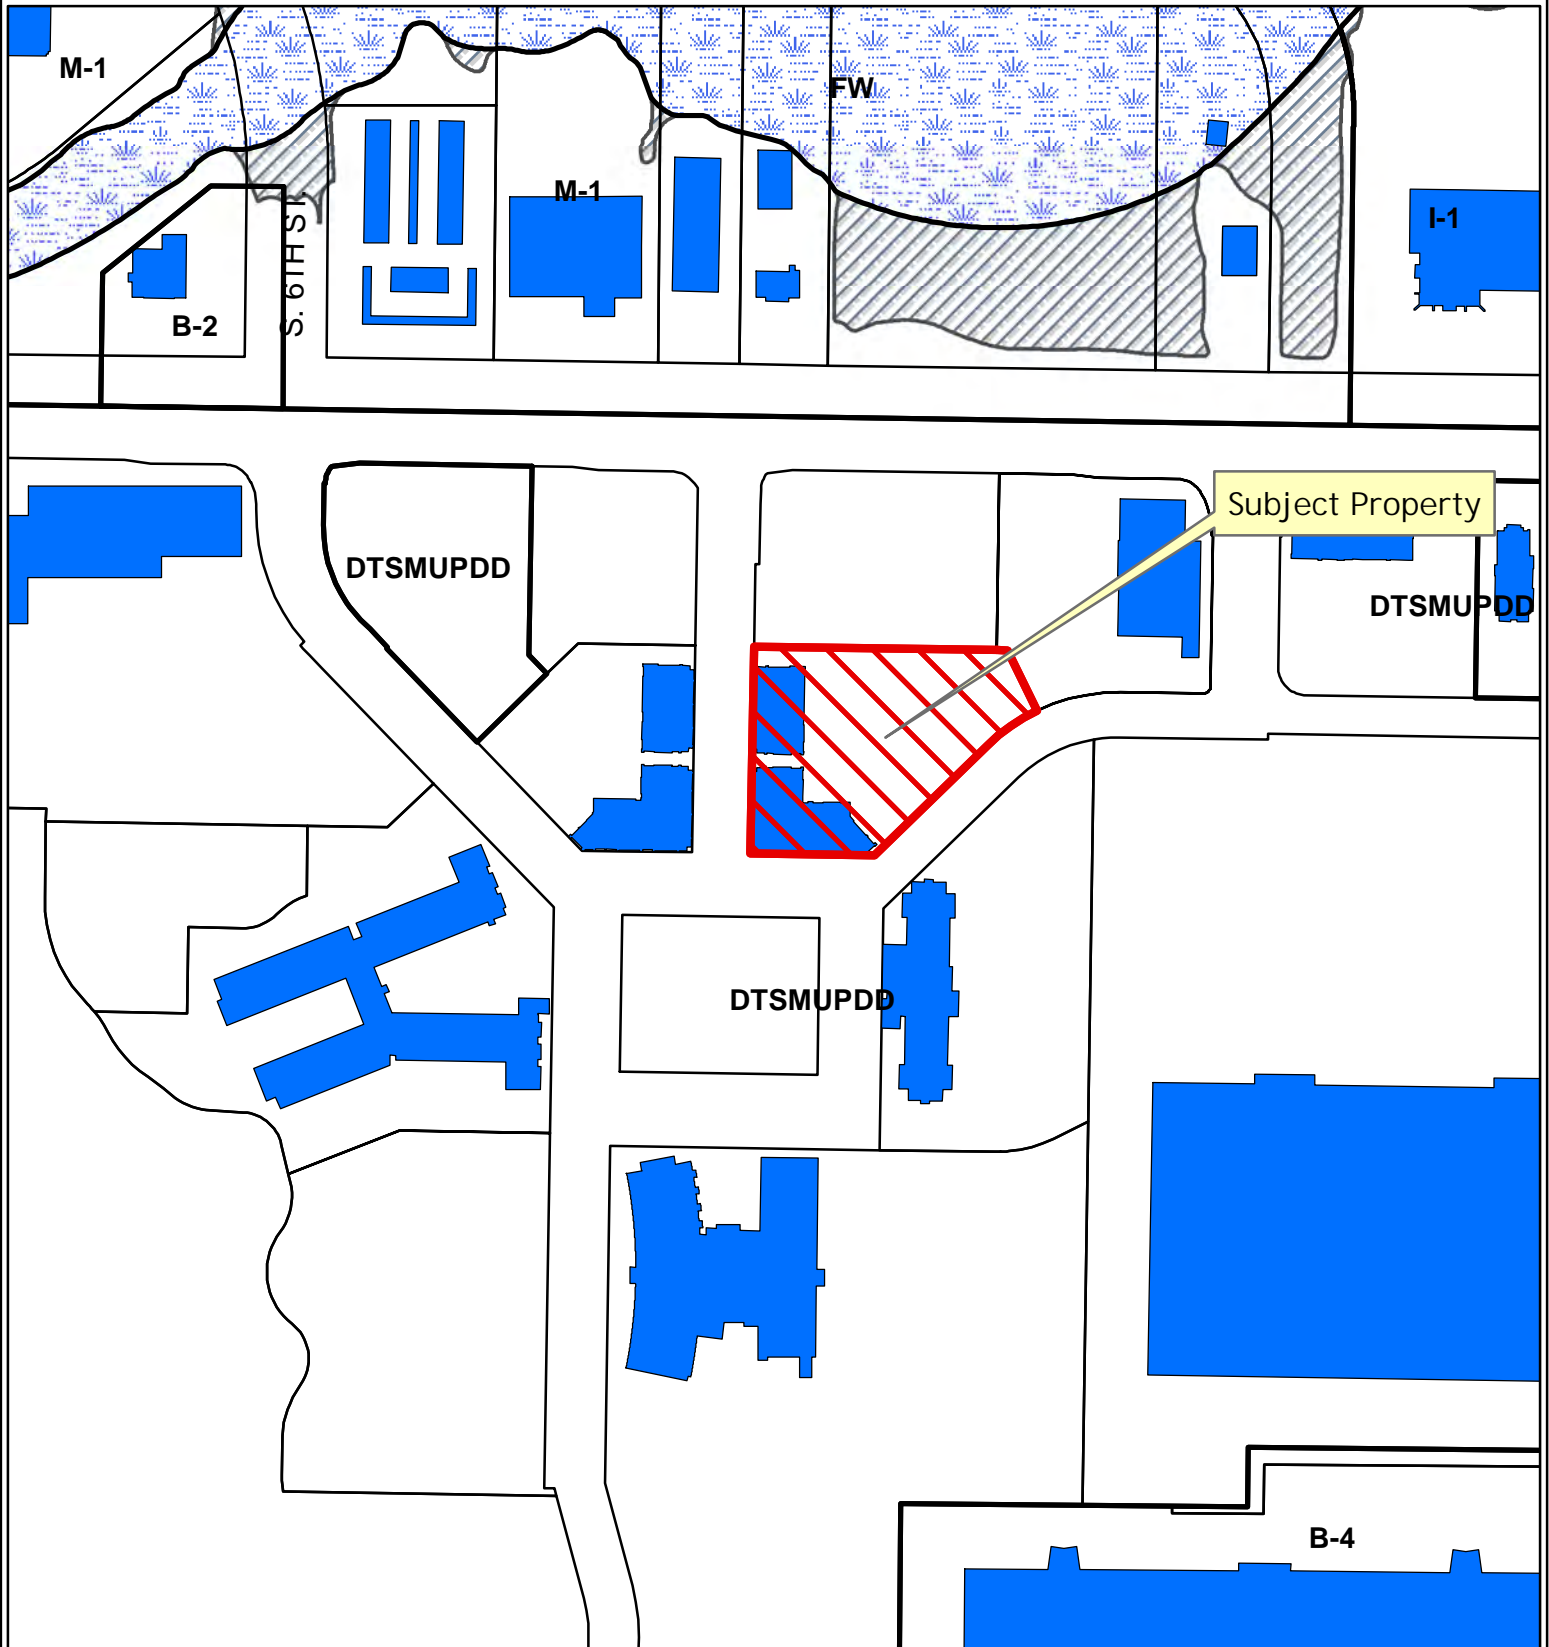 M-1
FW
M-1
I-1
S. 6TH ST.
B-2
Subject Property
DTSMUPDD
DTSMUPDD
DTSMUPDD
B-4